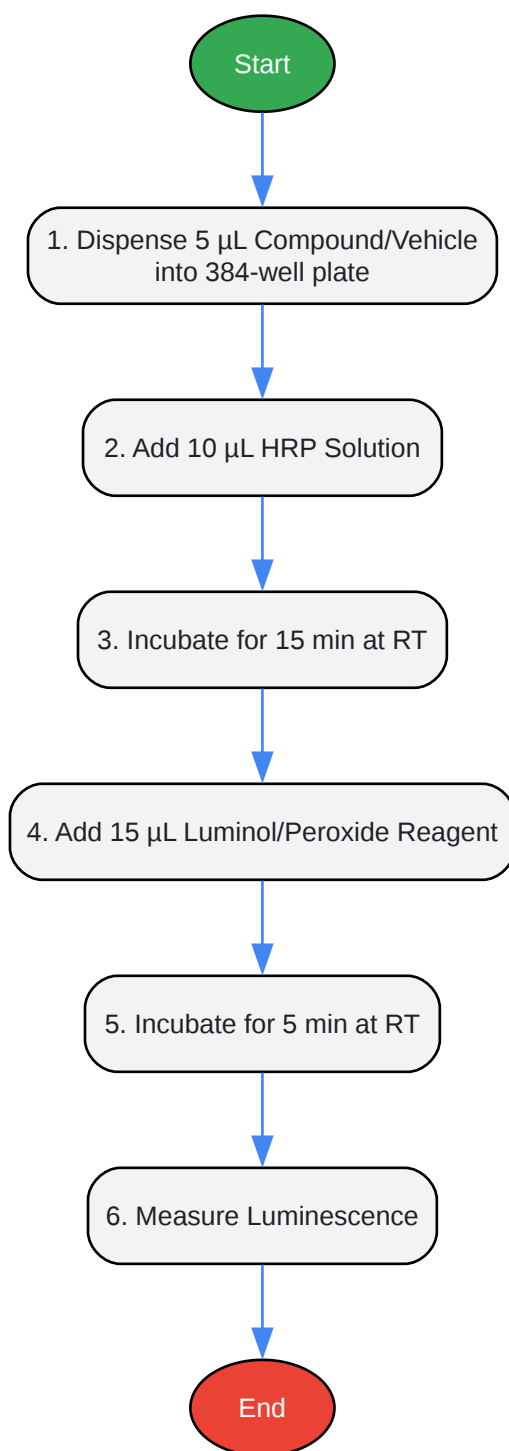 Start
1. Dispense 5 µL Compound/Vehicle
into 384-well plate
2. Add 10 µL HRP Solution
3. Incubate for 15 min at RT
4. Add 15 µL Luminol/Peroxide Reagent
5. Incubate for 5 min at RT
6. Measure Luminescence
End